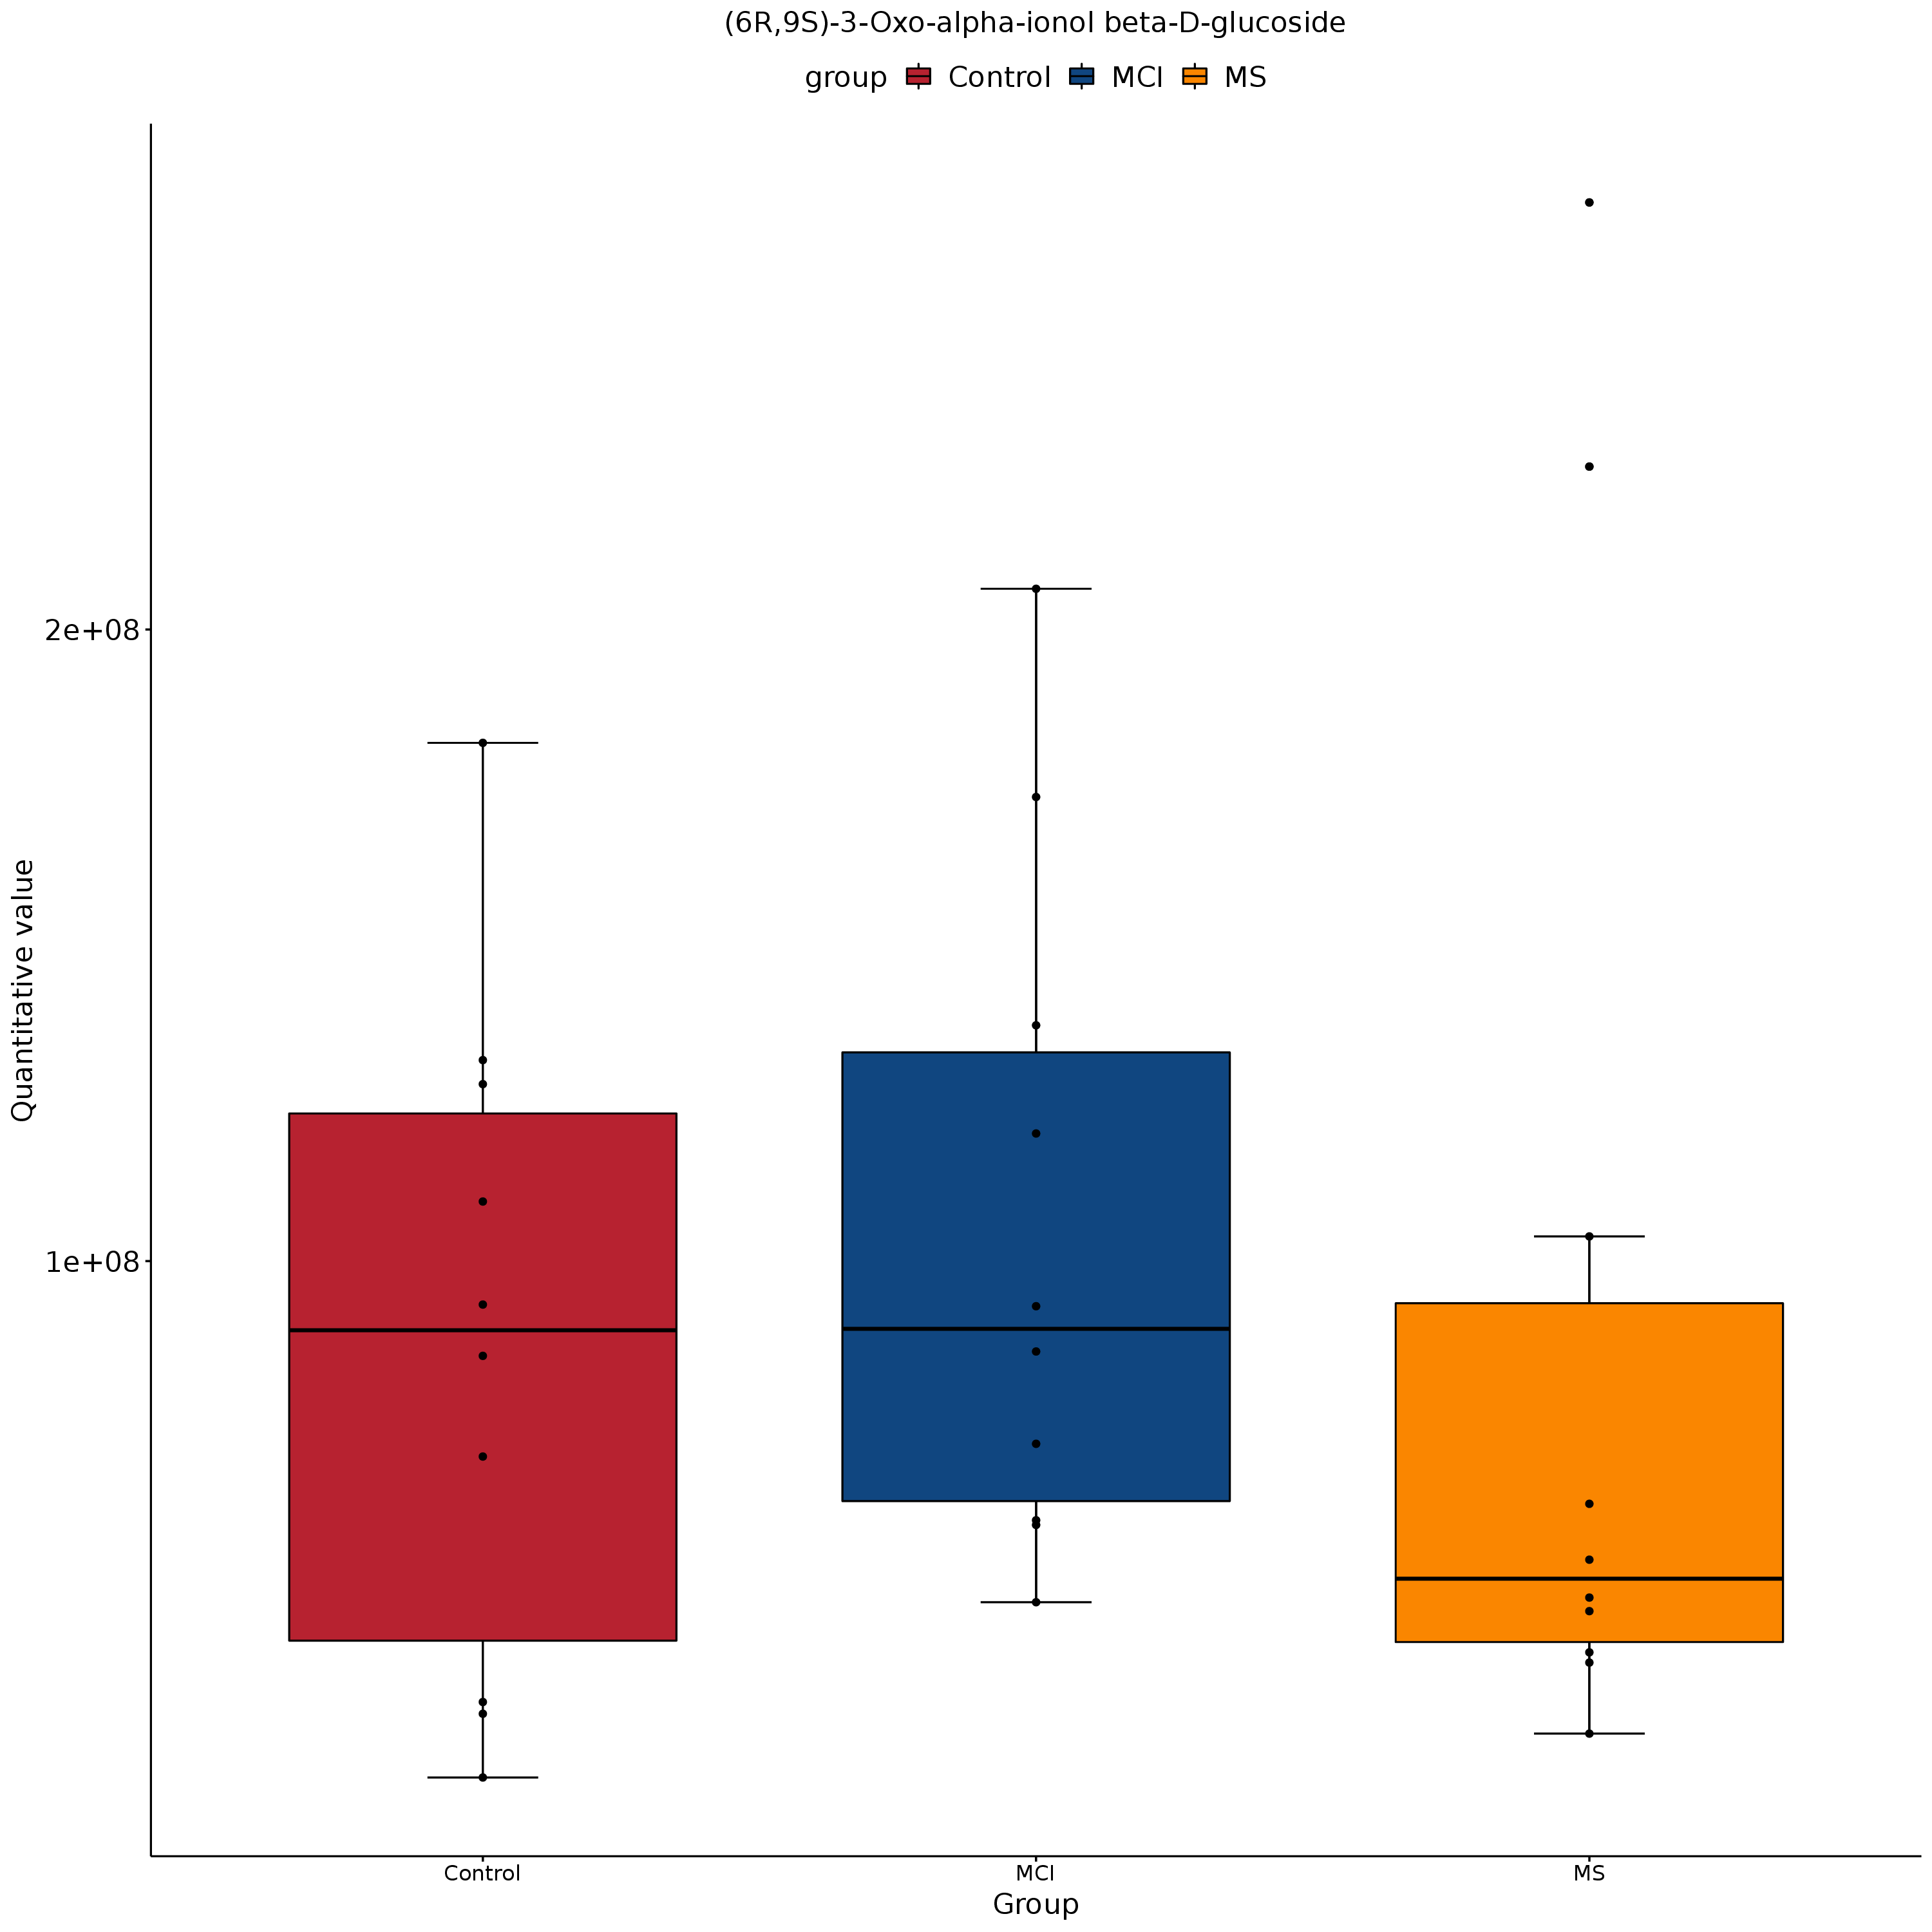 (6R,9S)-3-Oxo-alpha-ionol beta-D-glucoside
group Control MCI MS
Quantitative value
2e+08
1e+08
Control MCI MS
Group